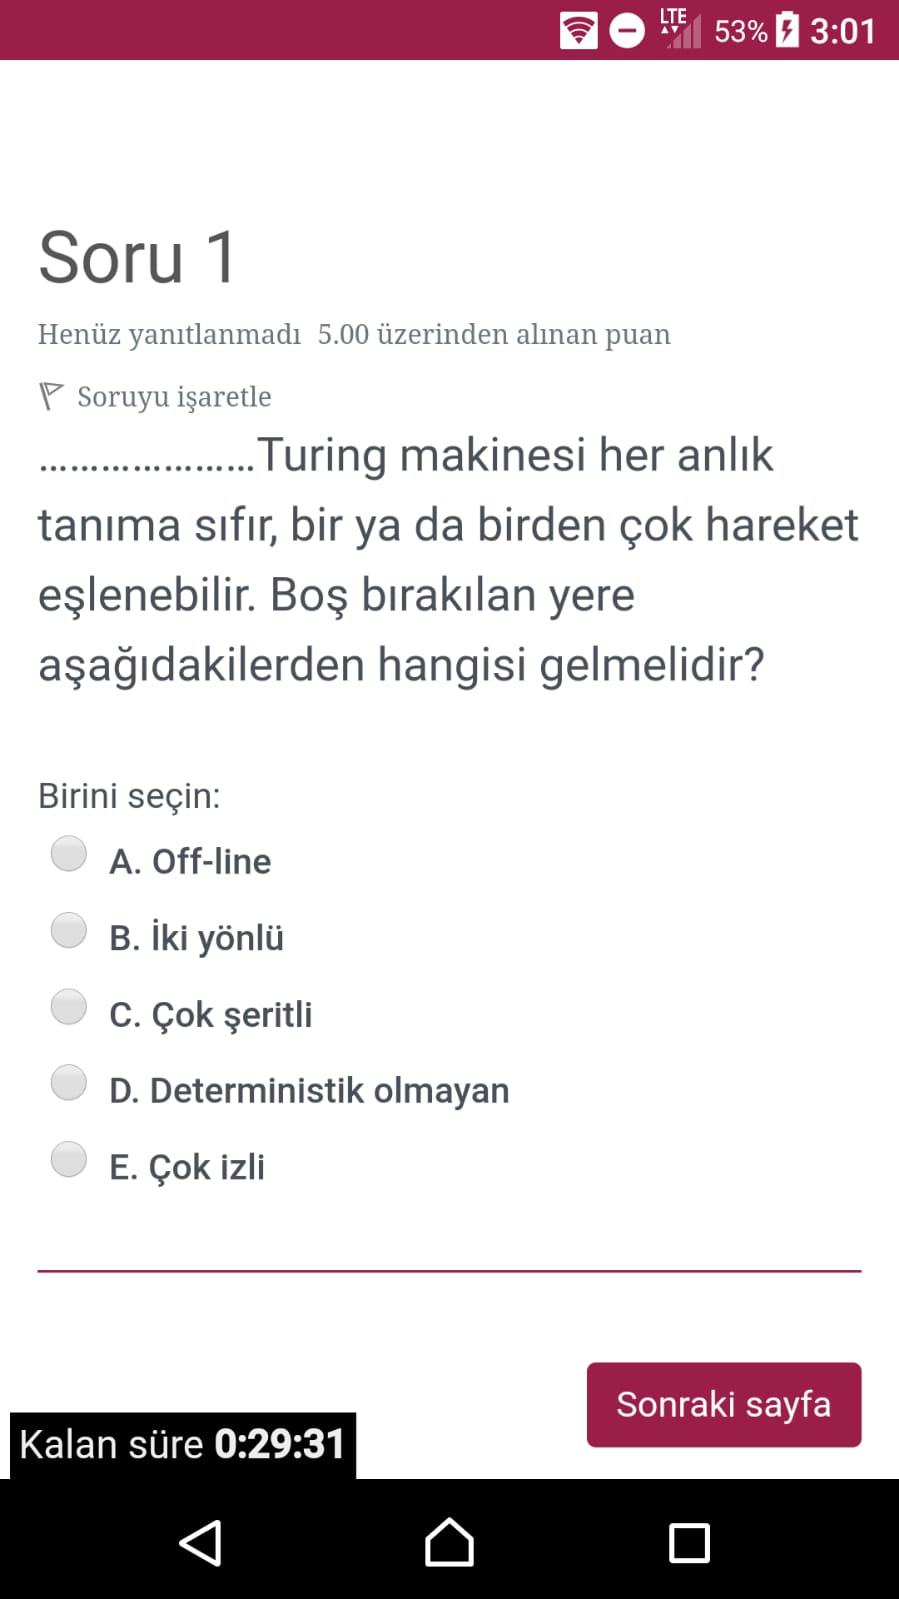 LTE 53% 3:01
Soru 1
Henüz yanıtlanmadı 5.00 üzerinden alınan puan
Soruyu işaretle
.....................Turing makinesi her anlık
tanıma sıfır, bir ya da birden çok hareket
eşlenebilir. Boş bırakılan yere
aşağıdakilerden hangisi gelmelidir?
Birini seçin:
A. Off-line
B. İki yönlü
C. Çok şeritli
D. Deterministik olmayan
E. Çok izli
Sonraki sayfa
Kalan süre 0:29:31